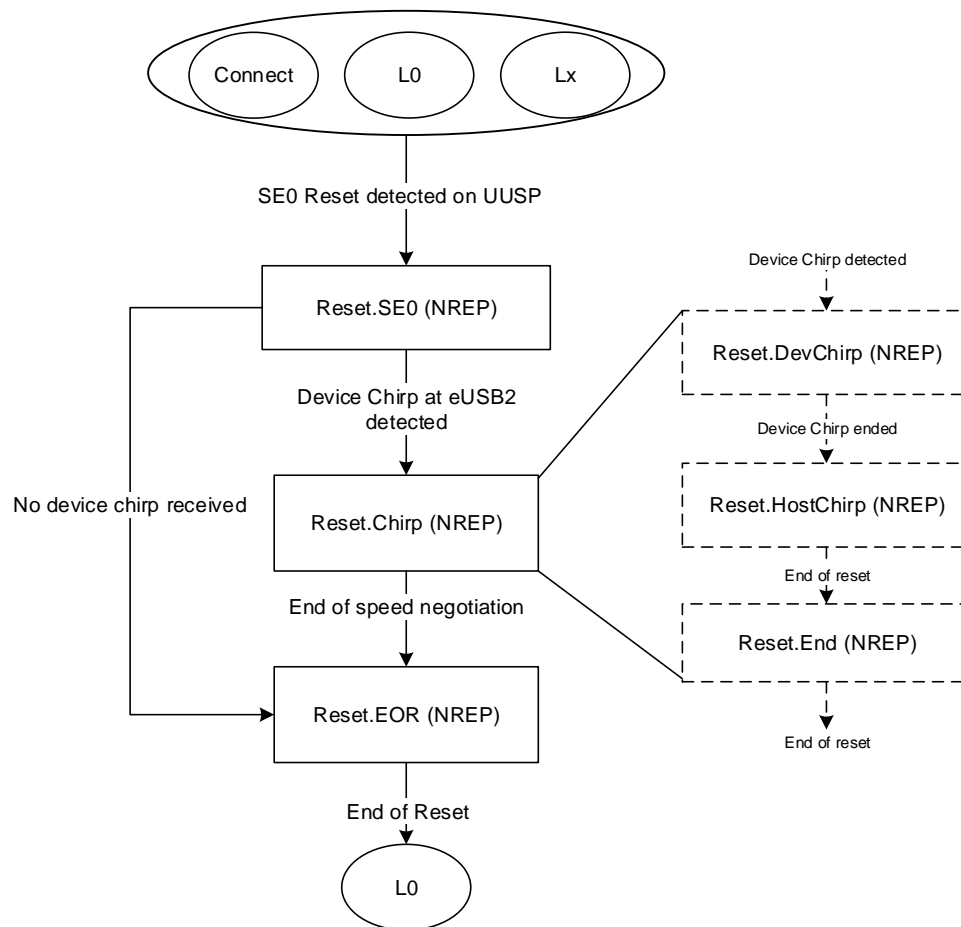 Connect
L0
Lx
SE0 Reset detected on UUSP
Reset.SE0 (NREP)
Device Chirp at eUSB2
detected
No device chirp received
Reset.Chirp (NREP)
End of speed negotiation
Reset.EOR (NREP)
End of Reset
L0
Device Chirp detected
Reset.DevChirp (NREP)
Device Chirp ended
Reset.HostChirp (NREP)
End of reset
Reset.End (NREP)
End of reset